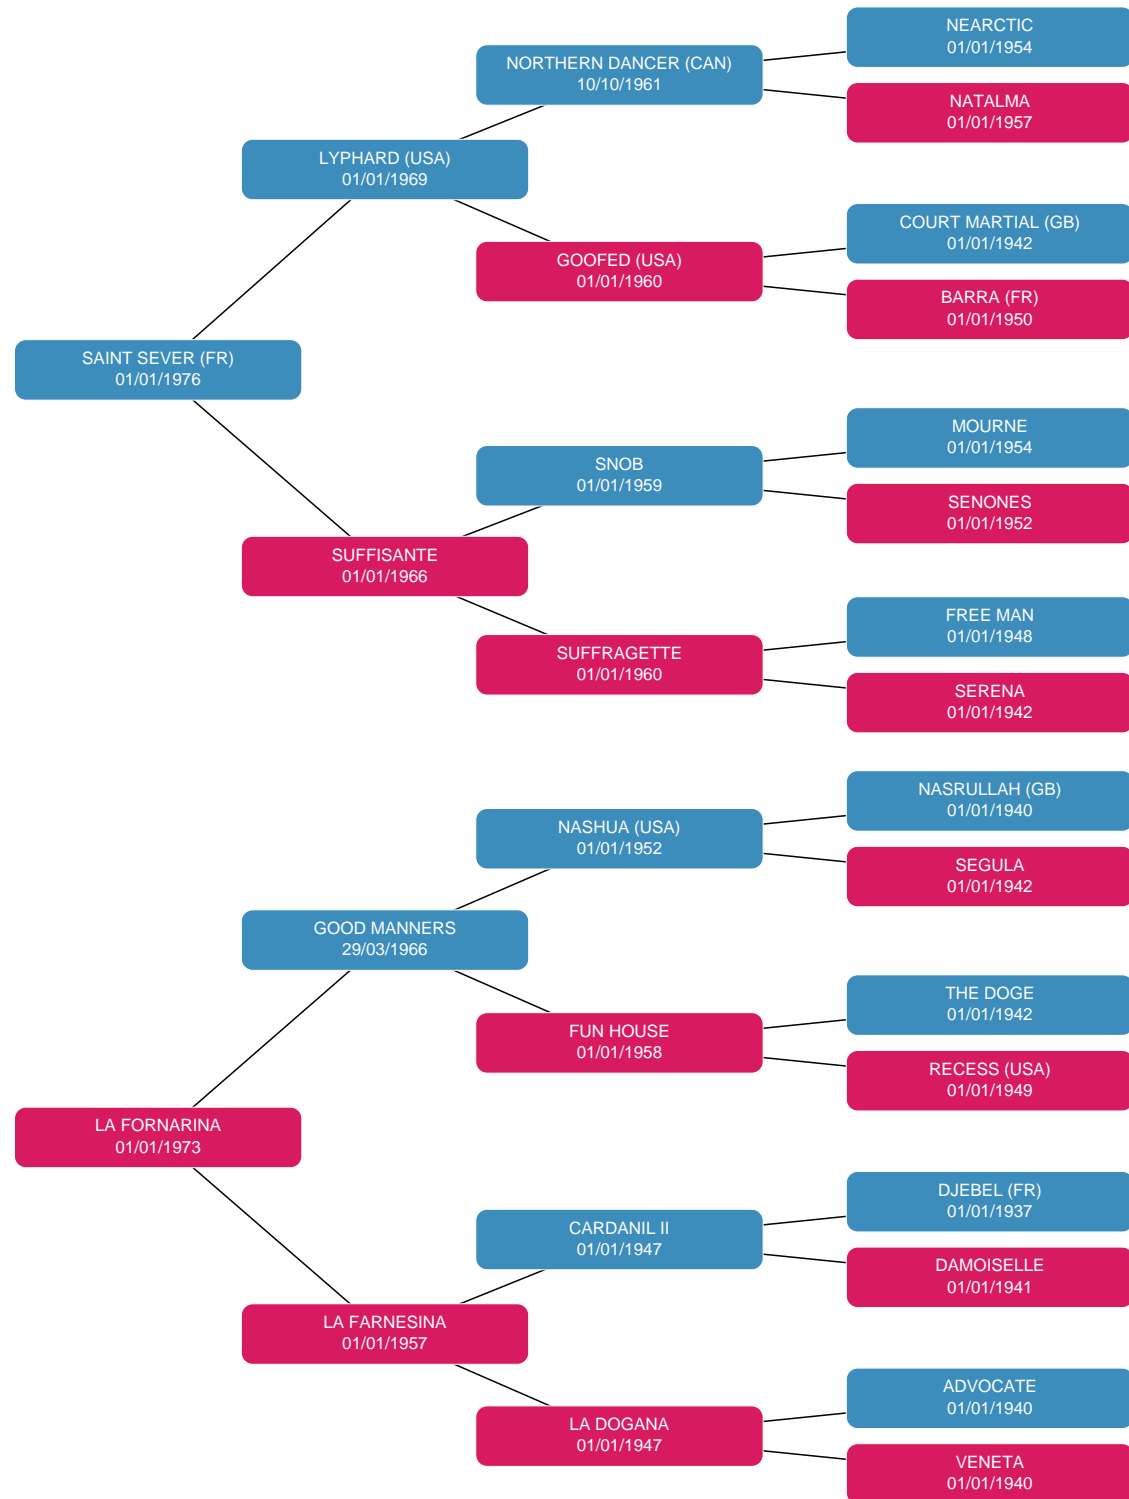 NEARCTIC
01/01/1954
NORTHERN DANCER (CAN)
10/10/1961
NATALMA
01/01/1957
LYPHARD (USA)
01/01/1969
COURT MARTIAL (GB)
01/01/1942
GOOFED (USA)
01/01/1960
BARRA (FR)
01/01/1950
SAINT SEVER (FR)
01/01/1976
MOURNE
01/01/1954
SNOB
01/01/1959
SENONES
01/01/1952
SUFFISANTE
01/01/1966
FREE MAN
01/01/1948
SUFFRAGETTE
01/01/1960
SERENA
01/01/1942
NASRULLAH (GB)
01/01/1940
NASHUA (USA)
01/01/1952
SEGULA
01/01/1942
GOOD MANNERS
29/03/1966
THE DOGE
01/01/1942
FUN HOUSE
01/01/1958
RECESS (USA)
01/01/1949
LA FORNARINA
01/01/1973
DJEBEL (FR)
01/01/1937
CARDANIL II
01/01/1947
DAMOISELLE
01/01/1941
LA FARNESINA
01/01/1957
ADVOCATE
01/01/1940
LA DOGANA
01/01/1947
VENETA
01/01/1940